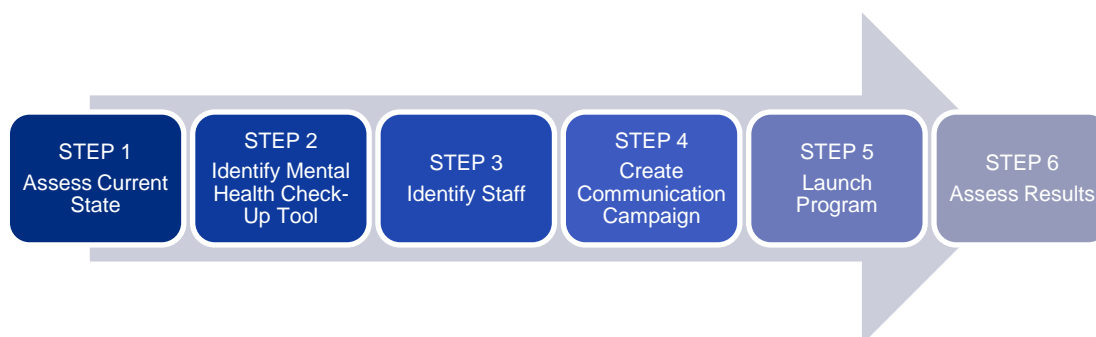 STEP 1
Assess Current
State
STEP 2
Identify Mental
Health Check-
Up Tool
STEP 3
Identify Staff
STEP 4
Create
Communication
Campaign
STEP 5
Launch
Program
STEP 6
Assess Results